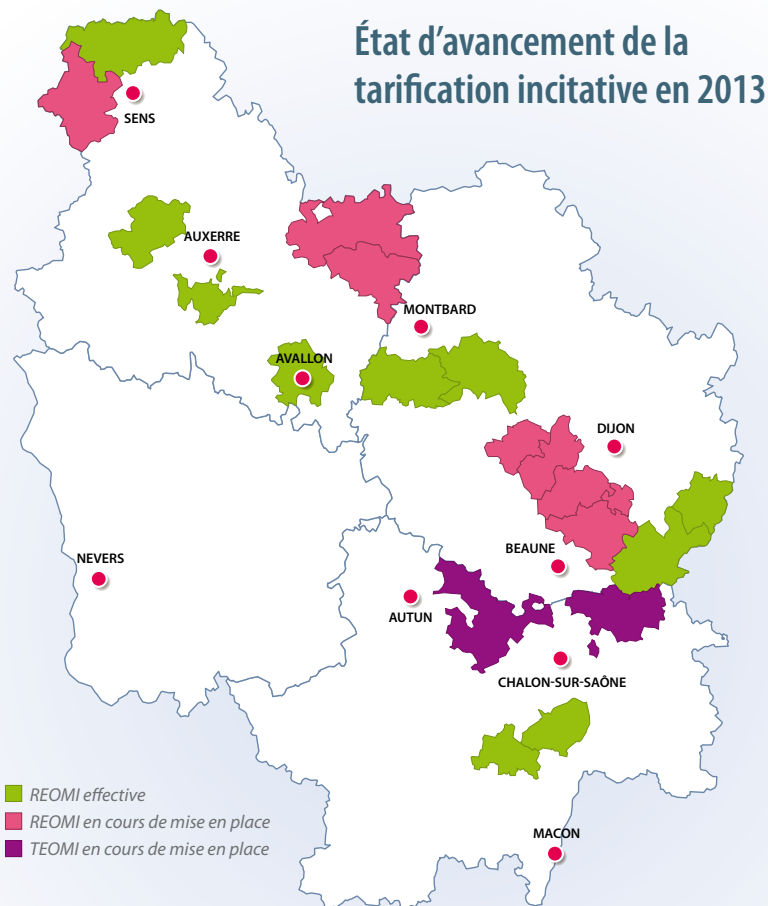 État d’avancement de la
tarification incitative en 2013
SENS
AUXERRE
MONTBARD
AVALLON
DIJON
BEAUNE
NEVERS
AUTUN
CHALON-SUR-SAÔNE
REOMI effective
REOMI en cours de mise en place
TEOMI en cours de mise en place
MACON